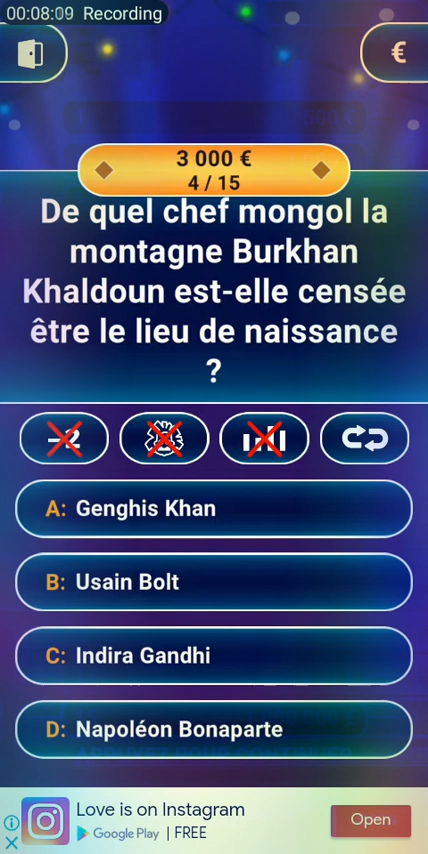 00:08:09 Recording
€
3 000 €
4 / 15
De quel chef mongol la
montagne Burkhan
Khaldoun est-elle censée
être le lieu de naissance
?
-2
A: Genghis Khan
B: Usain Bolt
C: Indira Gandhi
D: Napoléon Bonaparte
Love is on Instagram
Google Play | FREE
Open